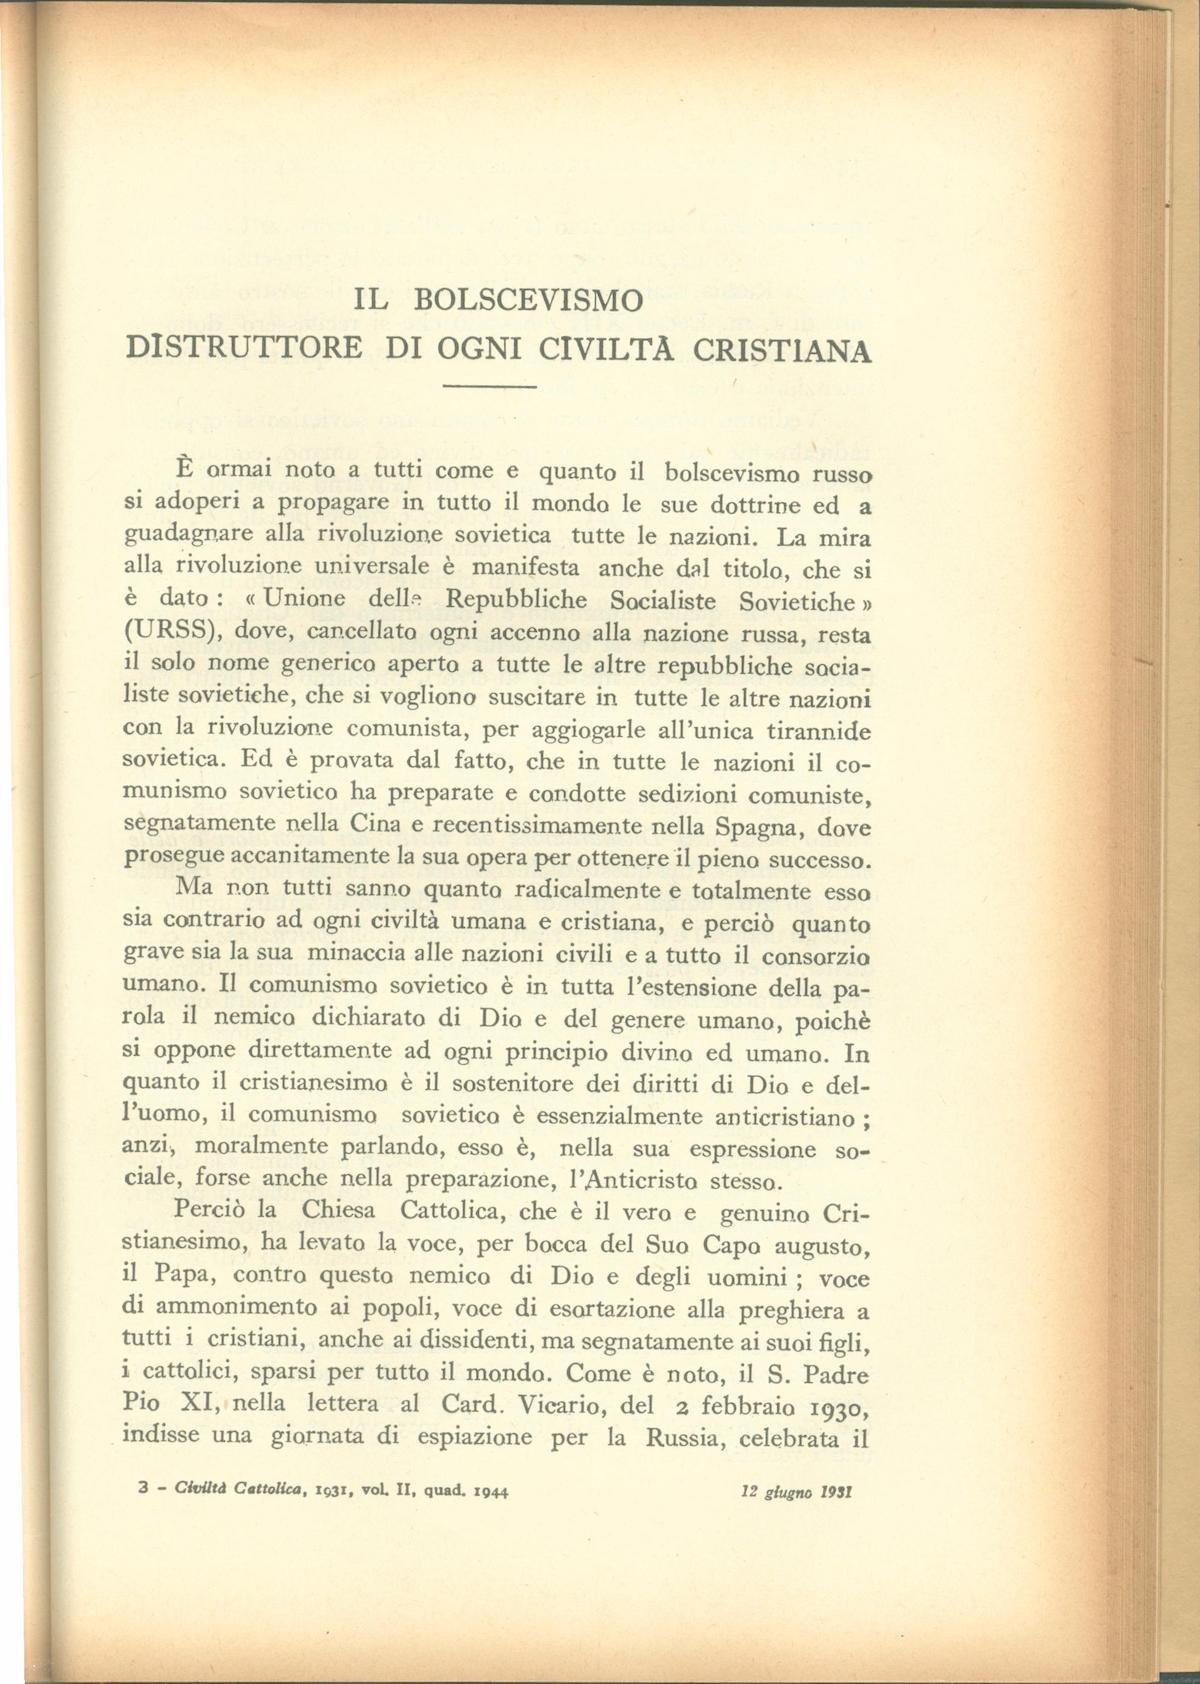 IL BOLSCEVISMO
DISTRUTTORE DI OGNI CIVILTÀ CRISTIANA
È ormai noto a tutti come e quanto il bolscevismo russo
si adoperi a propagare in tutto il mondo le sue dottrine ed a
guadagnare alla rivoluzione sovietica tutte le nazioni. La mira
alla rivoluzione universale è manifesta anche dal titolo, che si
è dato : « Unione delle Repubbliche Socialiste Sovietiche »
(URSS), dove, cancellato ogni accenno alla nazione russa, resta
il solo nome generico aperto a tutte le altre repubbliche socia-
liste sovietiche, che si vogliono suscitare in tutte le altre nazioni
con la rivoluzione comunista, per aggiogarle all'unica tirannide
sovietica. Ed è provata dal fatto, che in tutte le nazioni il co-
munismo sovietico ha preparate e condotte sedizioni comuniste,
segnatamente nella Cina e recentissimamente nella Spagna, dove
prosegue accanitamente la sua opera per ottenere il pieno successo.
Ma non tutti sanno quanto radicalmente e totalmente esso
sia contrario ad ogni civiltà umana e cristiana, e perciò quanto
grave sia la sua minaccia alle nazioni civili e a tutto il consorzio
umano. Il comunismo sovietico è in tutta l'estensione della pa-
rola il nemico dichiarato di Dio e del genere umano, poichè
si oppone direttamente ad ogni principio divino ed umano. In
quanto il cristianesimo è il sostenitore dei diritti di Dio e del-
l'uomo, il comunismo sovietico è essenzialmente anticristiano ;
anzi, moralmente parlando, esso è, nella sua espressione so-
ciale, forse anche nella preparazione, l'Anticristo stesso.
Perciò la Chiesa Cattolica, che è il vero e genuino Cri-
stianesimo, ha levato la voce, per bocca del Suo Capo augusto,
il Papa, contro questo nemico di Dio e degli uomini ; voce
di ammonimento ai popoli, voce di esortazione alla preghiera a
tutti i cristiani, anche ai dissidenti, ma segnatamente ai suoi figli,
i cattolici, sparsi per tutto il mondo. Come è noto, il S. Padre
Pio XI, nella lettera al Card. Vicario, del 2 febbraio 1930,
indisse una giornata di espiazione per la Russia, celebrata il
3 – Civiltà Cattolica, 1931, vol. II, quad. 1944 12 giugno 1931